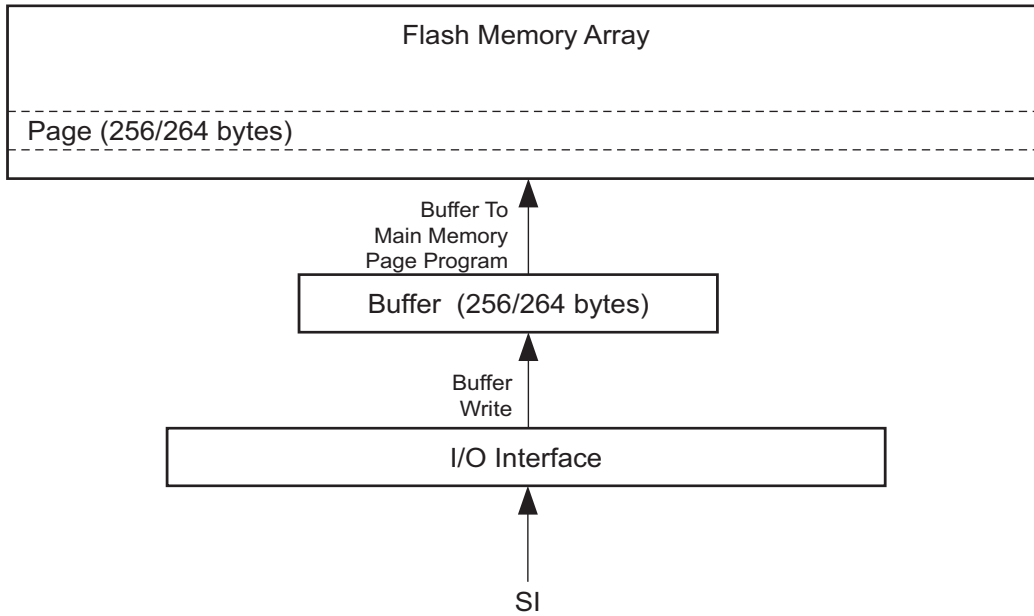 Flash Memory Array
Page (256/264 bytes)
Buffer To
Main Memory
Page Program
Buffer (256/264 bytes)
Buffer
Write
I/O Interface
SI